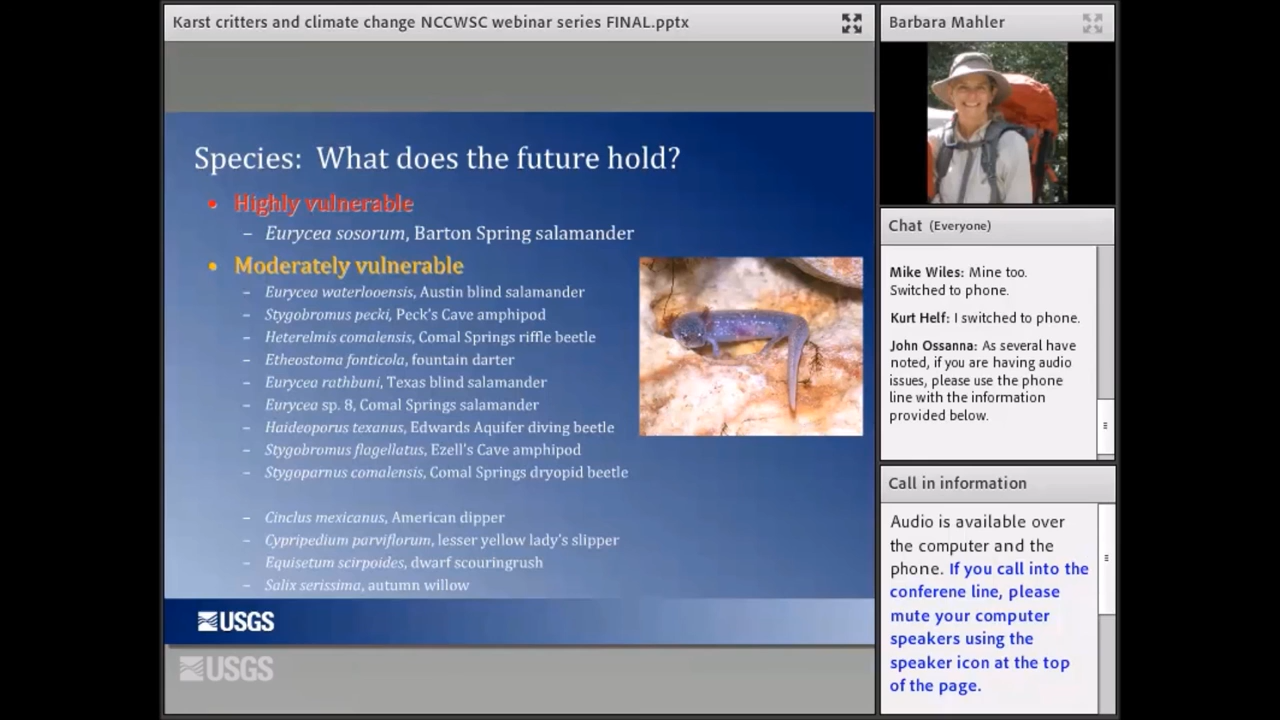 Karst critters and climate change NCCWSC webinar series FINAL.pptx
Species: What does the future hold?
• Highly vulnerable
– Eurycea sosorum, Barton Spring salamander
• Moderately vulnerable
– Eurycea waterlooensis, Austin blind salamander
– Stygobromus pecki, Peck's Cave amphipod
– Heterelmis comalensis, Comal Springs riffle beetle
– Etheostoma fonticola, fountain darter
– Eurycea rathbuni, Texas blind salamander
– Eurycea sp. 8, Comal Springs salamander
– Haideoporus texanus, Edwards Aquifer diving beetle
– Stygobromus flagellatus, Ezell's Cave amphipod
– Stygoparnus comalensis, Comal Springs dryopid beetle
– Cinclus mexicanus, American dipper
– Cypripedium parviflorum, lesser yellow lady's slipper
– Equisetum scirpoides, dwarf scouringrush
– Salix serissima, autumn willow
USGS
USGS
Barbara Mahler
Chat (Everyone)
Mike Wiles: Mine too.
Switched to phone.
Kurt Helf: I switched to phone.
John Ossanna: As several have
noted, if you are having audio
issues, please use the phone
line with the information
provided below.
Call in information
Audio is available over
the computer and the
phone. If you call into the
conferene line, please
mute your computer
speakers using the
speaker icon at the top
of the page.